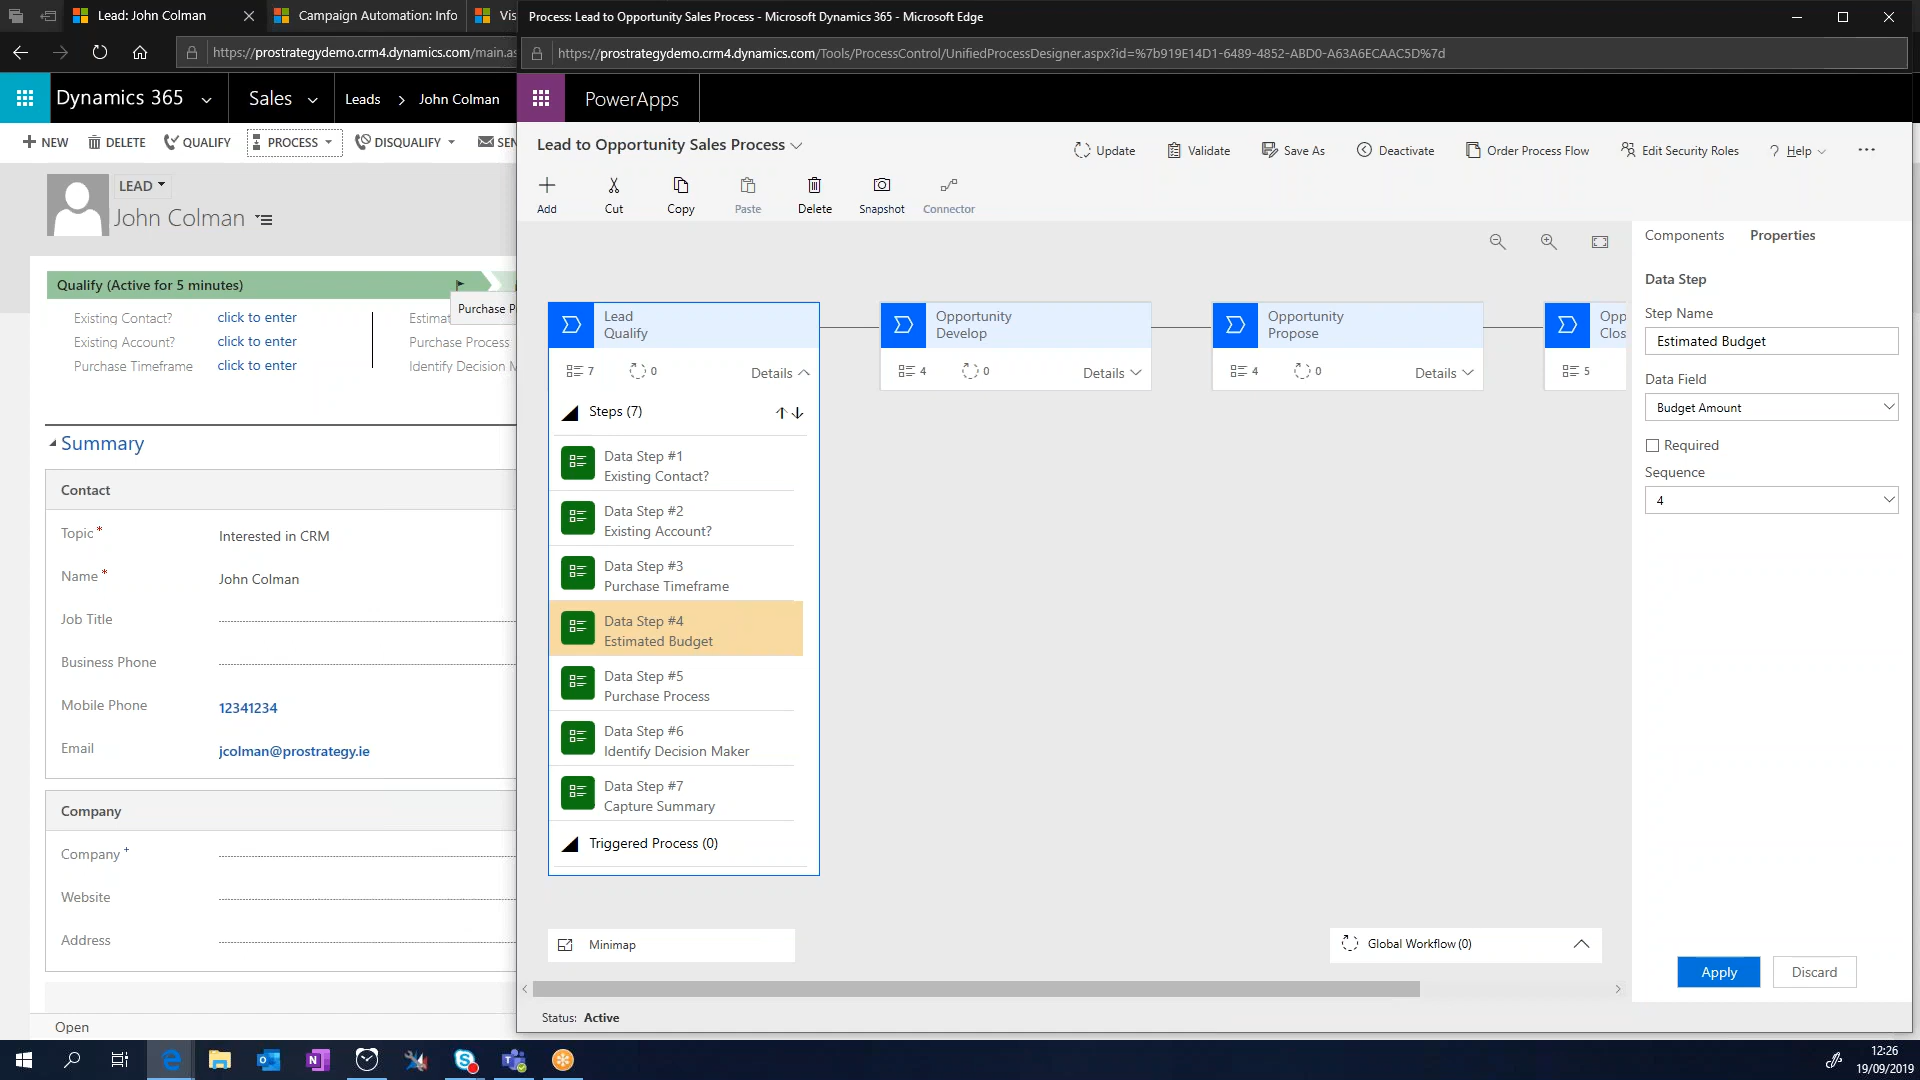 Lead: John Colman
Campaign Automation: Info
Vis
Process: Lead to Opportunity Sales Process - Microsoft Dynamics 365 - Microsoft Edge
https://prostrategydemo.crm4.dynamics.com/main.as
https://prostrategydemo.crm4.dynamics.com/Tools/ProcessControl/UnifiedProcessDesigner.aspx?id=%7b919E14D1-6489-4852-ABD0-A63A6ECAAC5D%7d
Dynamics 365
Sales
Leads > John Colman
PowerApps
NEW
DELETE
QUALIFY
PROCESS
DISQUALIFY
SEN
LEAD
John Colman
Qualify (Active for 5 minutes)
Purchase P
Existing Contact? click to enter
Existing Account? click to enter
Purchase Timeframe click to enter
Estimat
Purchase Process
Identify Decision M
Summary
Contact
Topic* Interested in CRM
Name* John Colman
Job Title
Business Phone
Mobile Phone 12341234
Email jcolman@prostrategy.ie
Company
Company+
Website
Address
Open
Lead to Opportunity Sales Process
Update
Validate
Save As
Deactivate
Order Process Flow
Edit Security Roles
? Help
...
Add
Cut
Copy
Paste
Delete
Snapshot
Connector
Lead
Qualify
7 0 Details
Steps (7)
Data Step #1
Existing Contact?
Data Step #2
Existing Account?
Data Step #3
Purchase Timeframe
Data Step #4
Estimated Budget
Data Step #5
Purchase Process
Data Step #6
Identify Decision Maker
Data Step #7
Capture Summary
Triggered Process (0)
Opportunity
Develop
4 0 Details
Opportunity
Propose
4 0 Details
Opp
Clos
5
Minimap
Global Workflow (0)
Status: Active
Components
Properties
Data Step
Step Name
Estimated Budget
Data Field
Budget Amount
Required
Sequence
4
Apply
Discard
12:26
19/09/2019